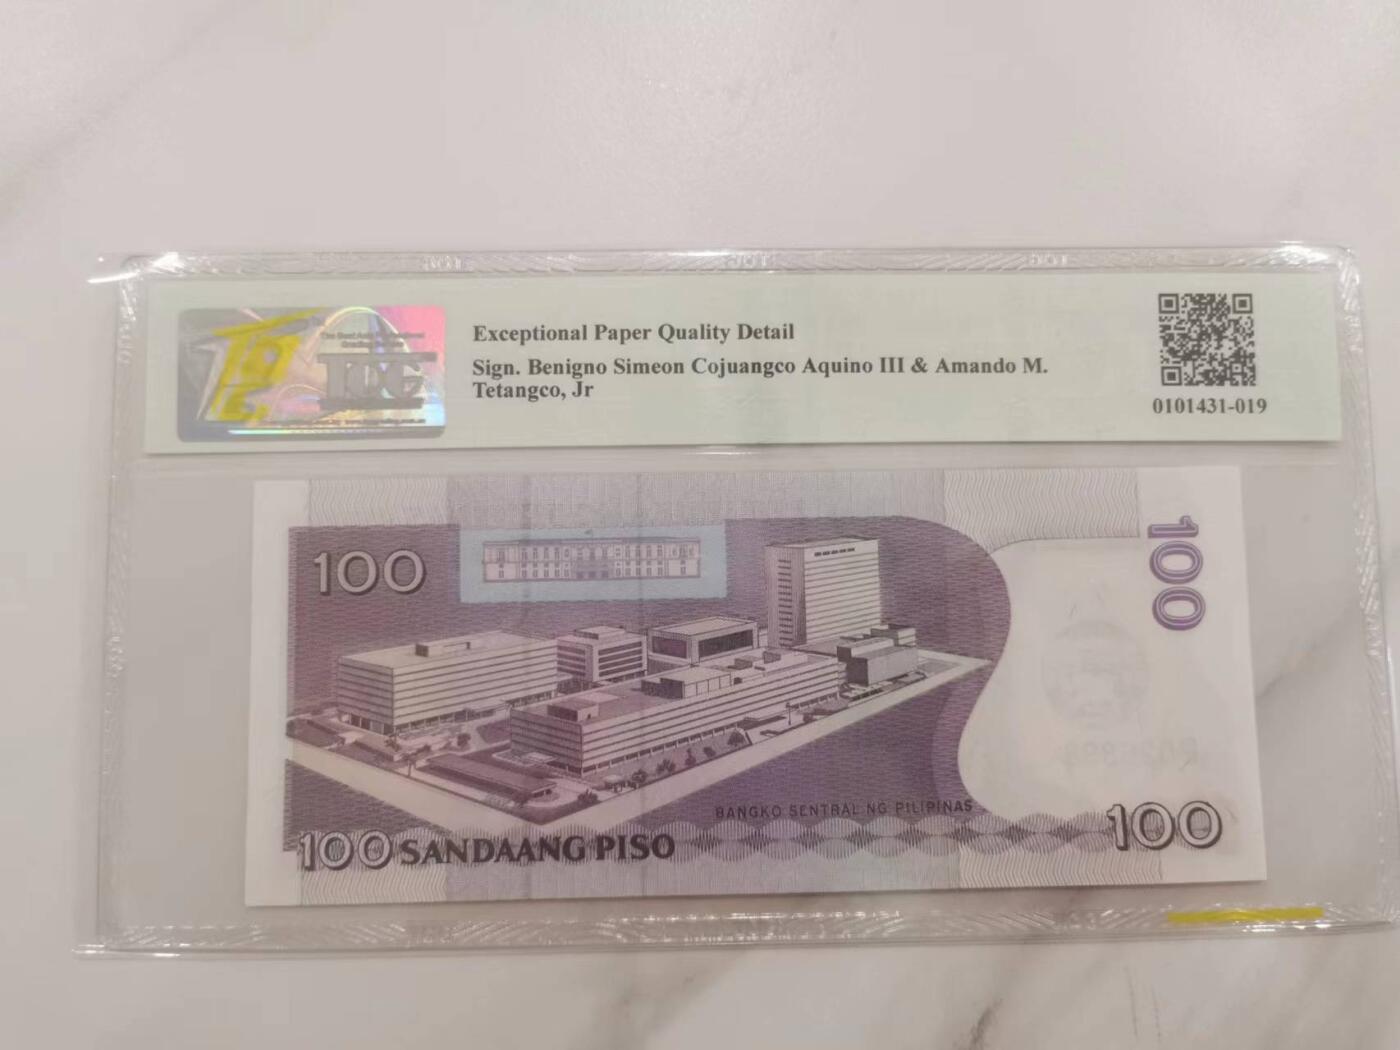 Exceptional Paper Quality Detail
Sign. Benigno Simeon Cojuangco Aquino III & Amando M.
Tetangco, Jr
0101431-019
TQG
100
100
BANGKO SENTRAL NG PILIPINAS
100 SANDAANG PISO
100